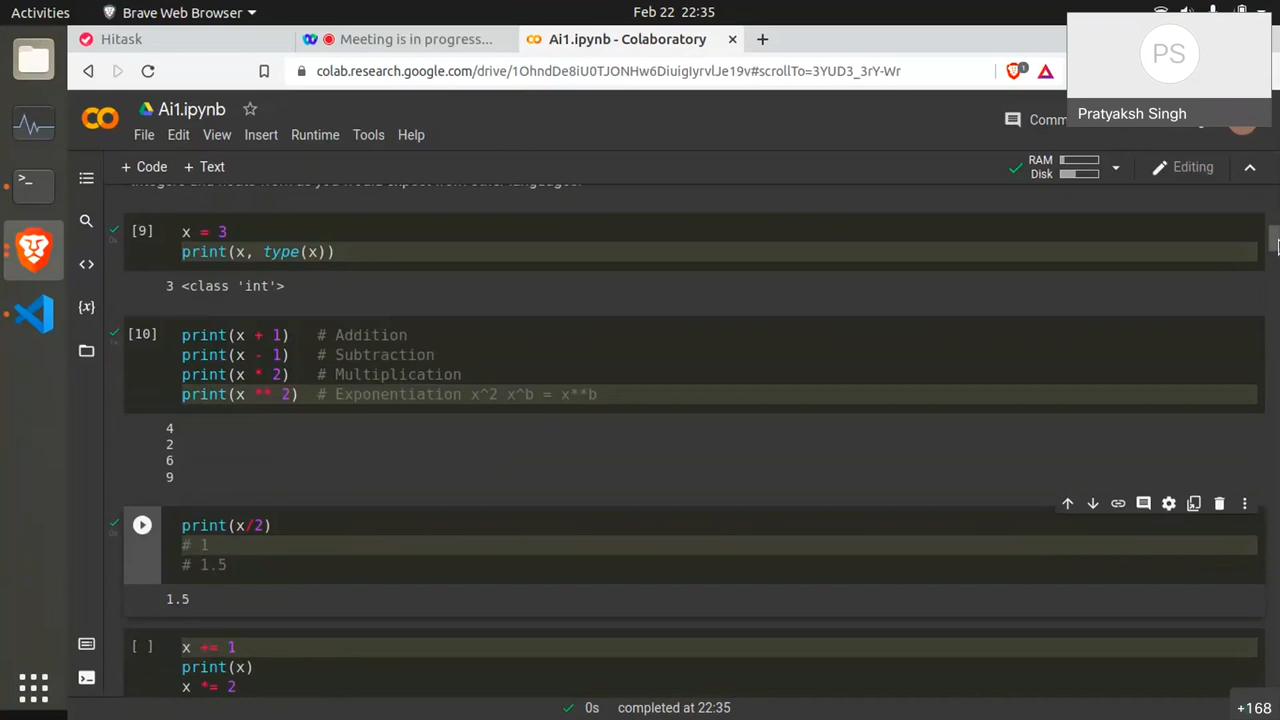 Activities
Brave Web Browser
Feb 22 22:35
Hitask
Meeting is in progress...
Ai1.ipynb - Colaboratory
PS
Pratyaksh Singh
colab.research.google.com/drive/1OhndDe8iU0TJONHw6DiuigIyrvlJe19v#scrollTo=3YUD3_3rY-Wr
1
Ai1.ipynb
File Edit View Insert Runtime Tools Help
Comm
+ Code + Text
RAM
Disk
Editing
[9] x = 3
print(x, type(x))
3 <class 'int'>
[10] print(x + 1) # Addition
print(x - 1) # Subtraction
print(x * 2) # Multiplication
print(x ** 2) # Exponentiation x^2 x^b = x**b
4
2
6
9
print(x/2)
# 1
# 1.5
1.5
[ ] x += 1
print(x)
x *= 2
0s completed at 22:35
+168